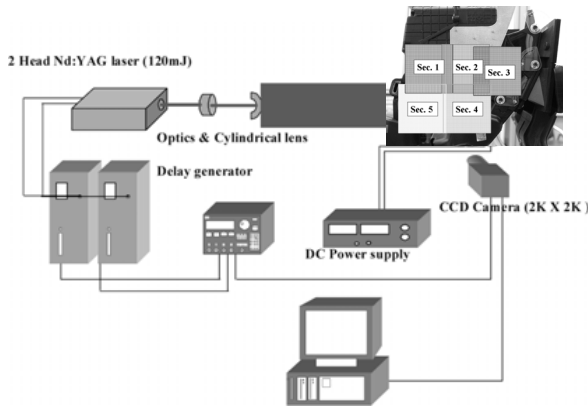 2 Head Nd:YAG laser (120mJ)
Sec. 1
Sec. 2
Sec. 3
Sec. 5
Sec. 4
Optics & Cylindrical lens
Delay generator
CCD Camera (2K X 2K )
DC Power supply